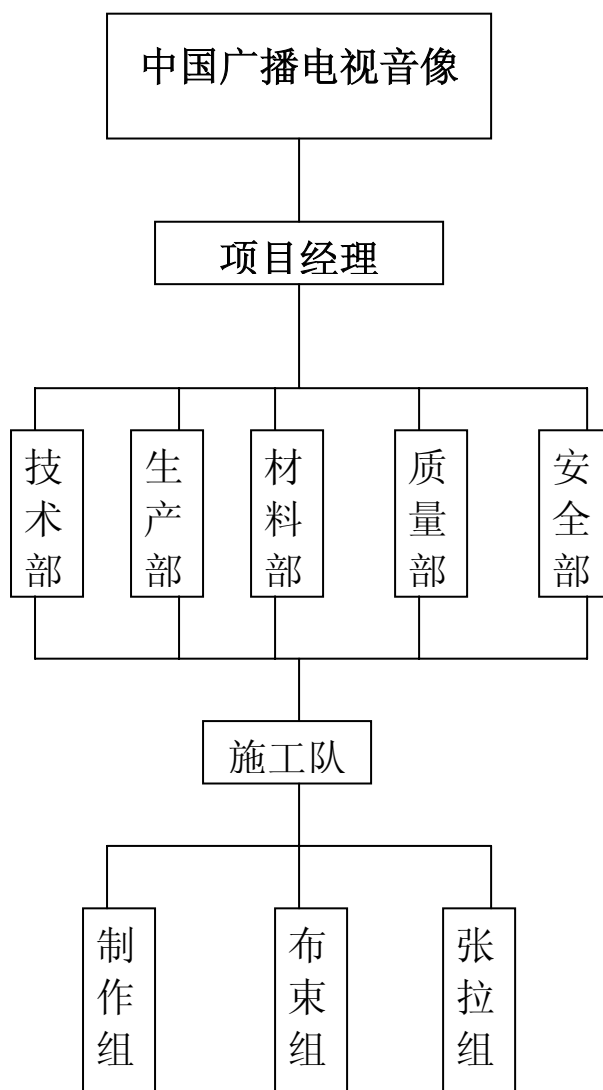 中国广播电视音像
项目经理
技术部
生产部
材料部
质量部
安全部
施工队
制作组
布束组
张拉组